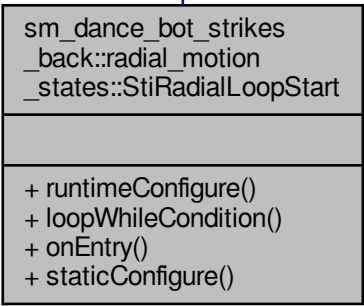 sm_dance_bot_strikes
_back::radial_motion
_states::StiRadialLoopStart
+ runtimeConfigure()
+ loopWhileCondition()
+ onEntry()
+ staticConfigure()